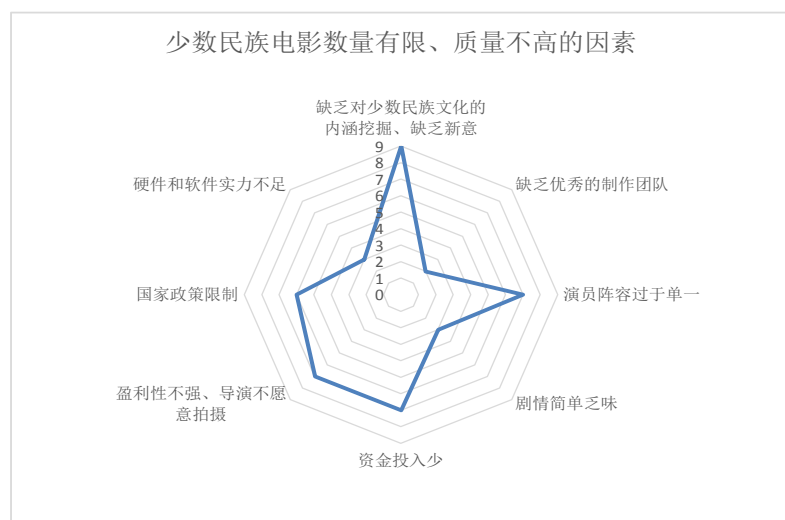 少数民族电影数量有限、质量不高的因素
缺乏对少数民族文化的
内涵挖掘、缺乏新意
9
8
7
6
5
4
3
2
1
0
硬件和软件实力不足
缺乏优秀的制作团队
国家政策限制
演员阵容过于单一
盈利性不强、导演不愿
意拍摄
剧情简单乏味
资金投入少